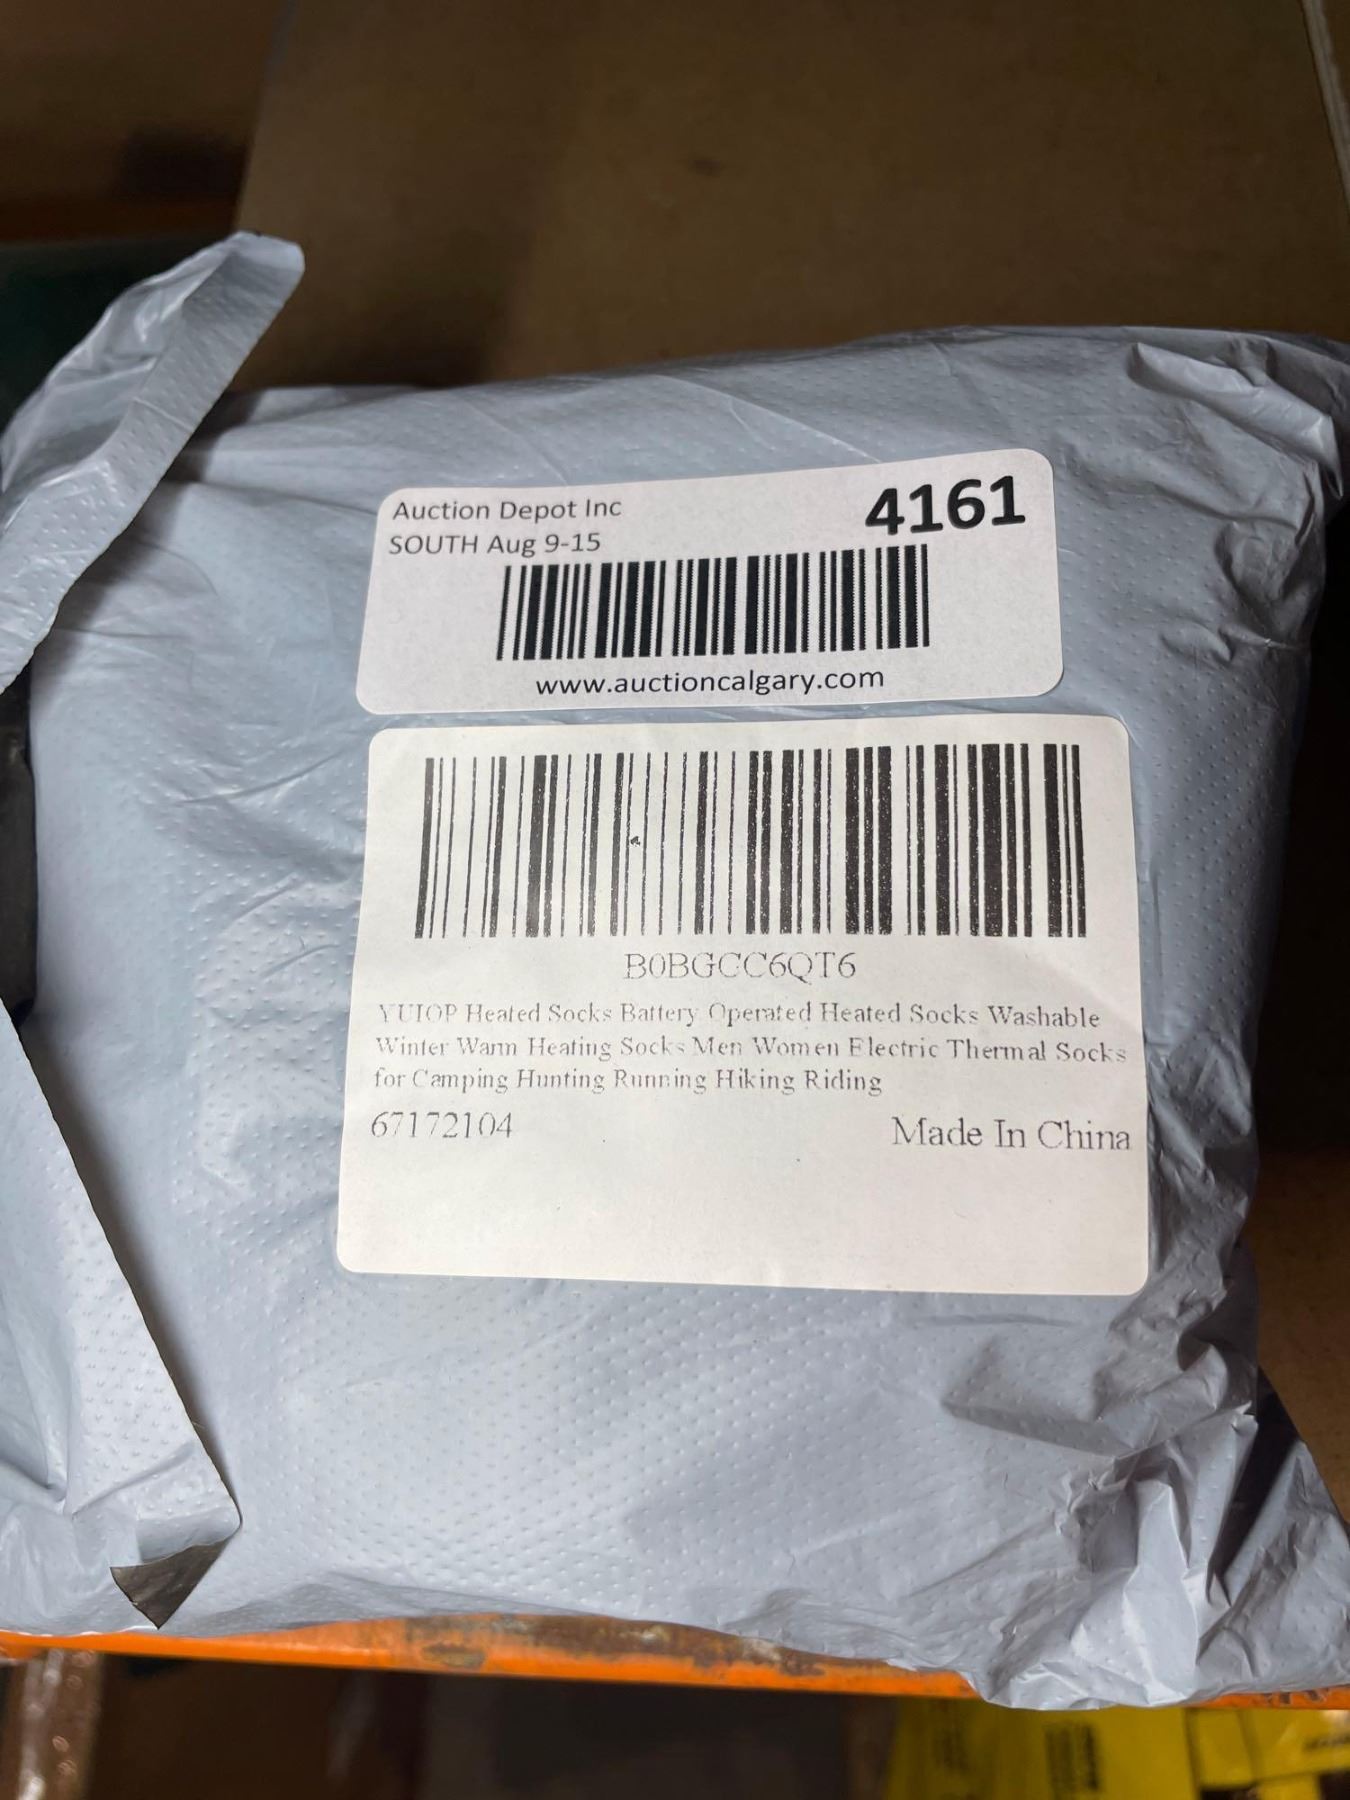 Auction Depot Inc
4161
SOUTH Aug 9-15
www.auctioncalgary.com
B0BGCC6QT6
YUIOP Heated Socks Battery Operated Heated Socks Washable
Winter Warm Heating Socks Men Women Electric Thermal Socks
for Camping Hunting Running Hiking Riding
67172104
Made In China